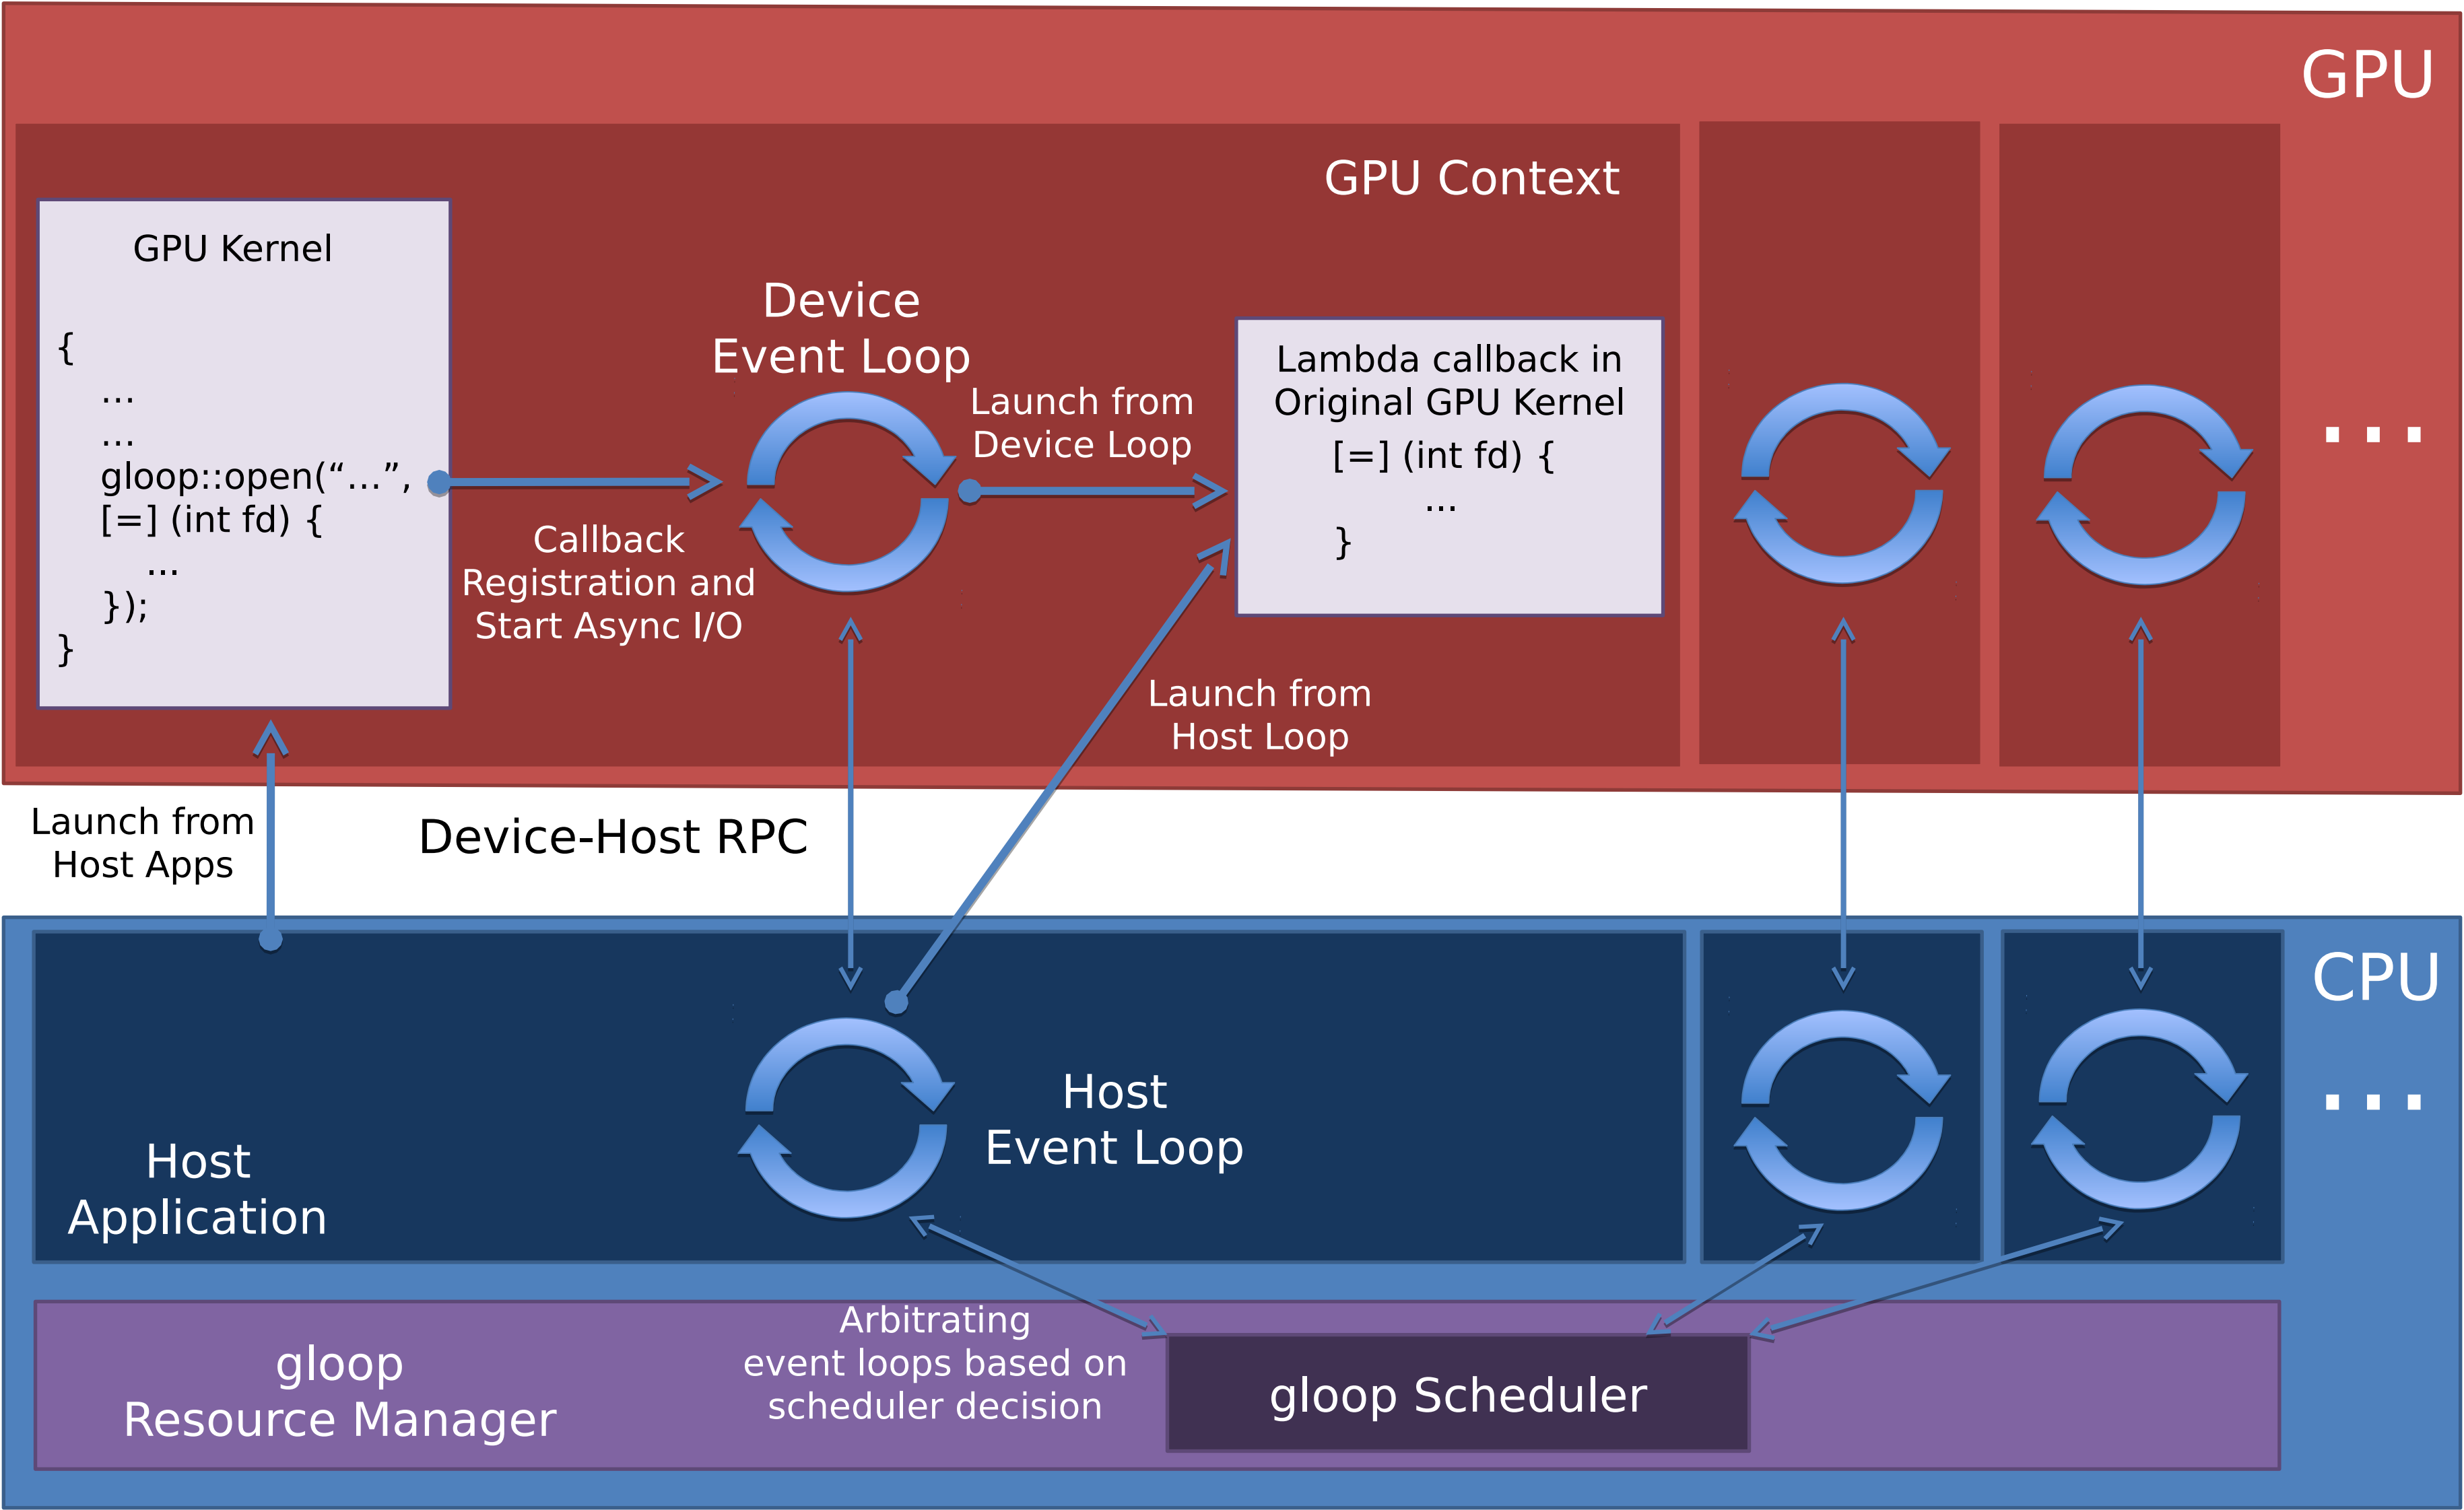 GPU
GPU Context
GPU Kernel
{
...
...
gloop::open(“...”,
[=] (int fd) {
...
});
}
Device
Event Loop
Callback
Registration and
Start Async I/O
Launch from
Device Loop
Lambda callback in
Original GPU Kernel
[=] (int fd) {
...
}
...
Launch from
Host Loop
Launch from
Host Apps
Device-Host RPC
CPU
...
Host
Event Loop
Host
Application
gloop
Resource Manager
Arbitrating
event loops based on
scheduler decision
gloop Scheduler